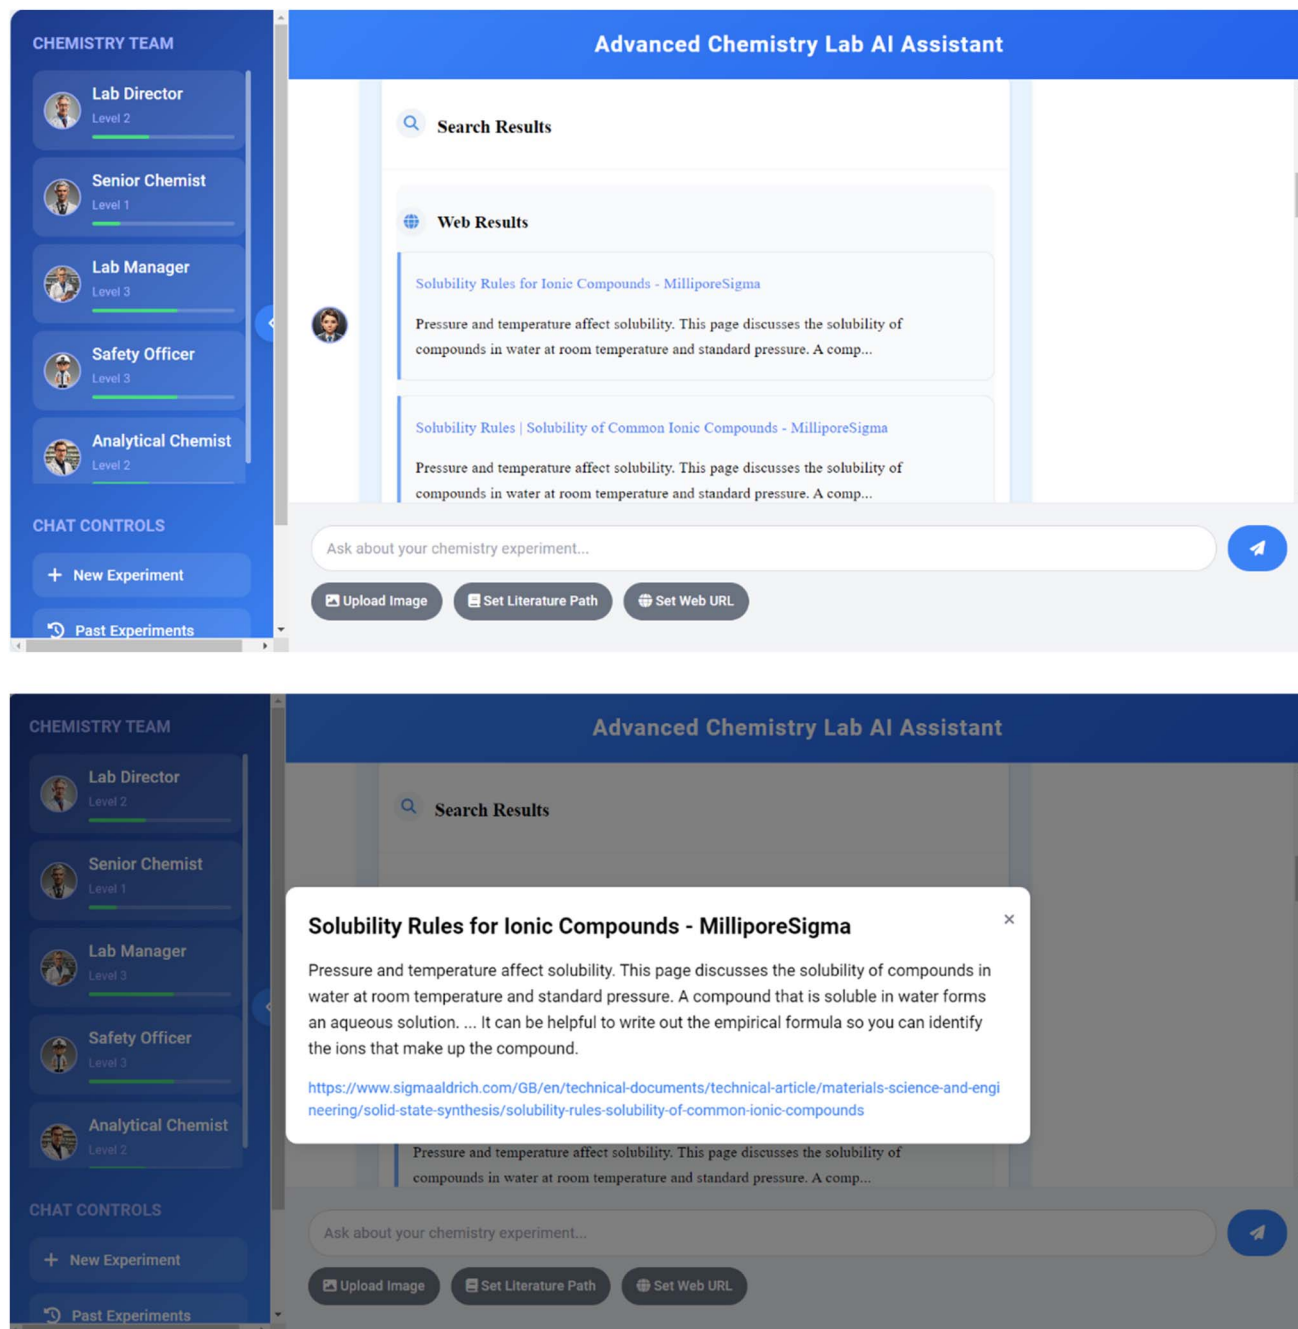 CHEMISTRY TEAM
Lab Director
Level 2
Senior Chemist
Level 1
Lab Manager
Level 3
Safety Officer
Level 3
Analytical Chemist
Level 2
CHAT CONTROLS
+ New Experiment
Past Experiments
Advanced Chemistry Lab AI Assistant
Search Results
Web Results
Solubility Rules for Ionic Compounds - MilliporeSigma
Pressure and temperature affect solubility. This page discusses the solubility of
compounds in water at room temperature and standard pressure. A comp...
Solubility Rules | Solubility of Common Ionic Compounds - MilliporeSigma
Pressure and temperature affect solubility. This page discusses the solubility of
compounds in water at room temperature and standard pressure. A comp...
Ask about your chemistry experiment...
Upload Image
Set Literature Path
Set Web URL
CHEMISTRY TEAM
Lab Director
Level 2
Senior Chemist
Level 1
Lab Manager
Level 3
Safety Officer
Level 3
Analytical Chemist
Level 2
CHAT CONTROLS
+ New Experiment
Past Experiments
Advanced Chemistry Lab AI Assistant
Search Results
Solubility Rules for Ionic Compounds - MilliporeSigma
×
Pressure and temperature affect solubility. This page discusses the solubility of compounds in
water at room temperature and standard pressure. A compound that is soluble in water forms
an aqueous solution. ... It can be helpful to write out the empirical formula so you can identify
the ions that make up the compound.
https://www.sigmaaldrich.com/GB/en/technical-documents/technical-article/materials-science-and-engi
neering/solid-state-synthesis/solubility-rules-solubility-of-common-ionic-compounds
Pressure and temperature affect solubility. This page discusses the solubility of
compounds in water at room temperature and standard pressure. A comp...
Ask about your chemistry experiment...
Upload Image
Set Literature Path
Set Web URL